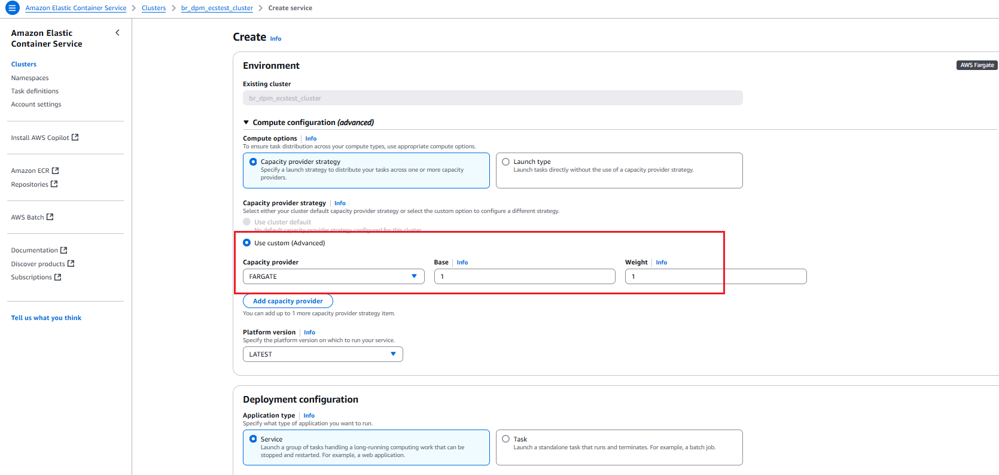 Amazon Elastic Container Service > Clusters > br_dpm_ecstest_cluster > Create service
Amazon Elastic
Container Service
Clusters
Namespaces
Task definitions
Account settings
Install AWS Copilot
Amazon ECR
Repositories
AWS Batch
Documentation
Discover products
Subscriptions
Tell us what you think
Create Info
Environment
AWS Fargate
Existing cluster
br_dpm_ecstest_cluster
Compute configuration (advanced)
Compute options Info
To ensure task distribution across your compute types, use appropriate compute options.
Capacity provider strategy
Specify a launch strategy to distribute your tasks across one or more capacity
providers.
Launch type
Launch tasks directly without the use of a capacity provider strategy.
Capacity provider strategy Info
Select either your cluster default capacity provider strategy or select the custom option to configure a different strategy.
Use cluster default
No default capacity provider strategy configured for this cluster.
Use custom (Advanced)
Capacity provider Base Info Weight Info
FARGATE 1 1
Add capacity provider
You can add up to 1 more capacity provider strategy item.
Platform version Info
Specify the platform version on which to run your service.
LATEST
Deployment configuration
Application type Info
Specify what type of application you want to run.
Service
Launch a group of tasks handling a long-running computing work that can be
stopped and restarted. For example, a web application.
Task
Launch a standalone task that runs and terminates. For example, a batch job.